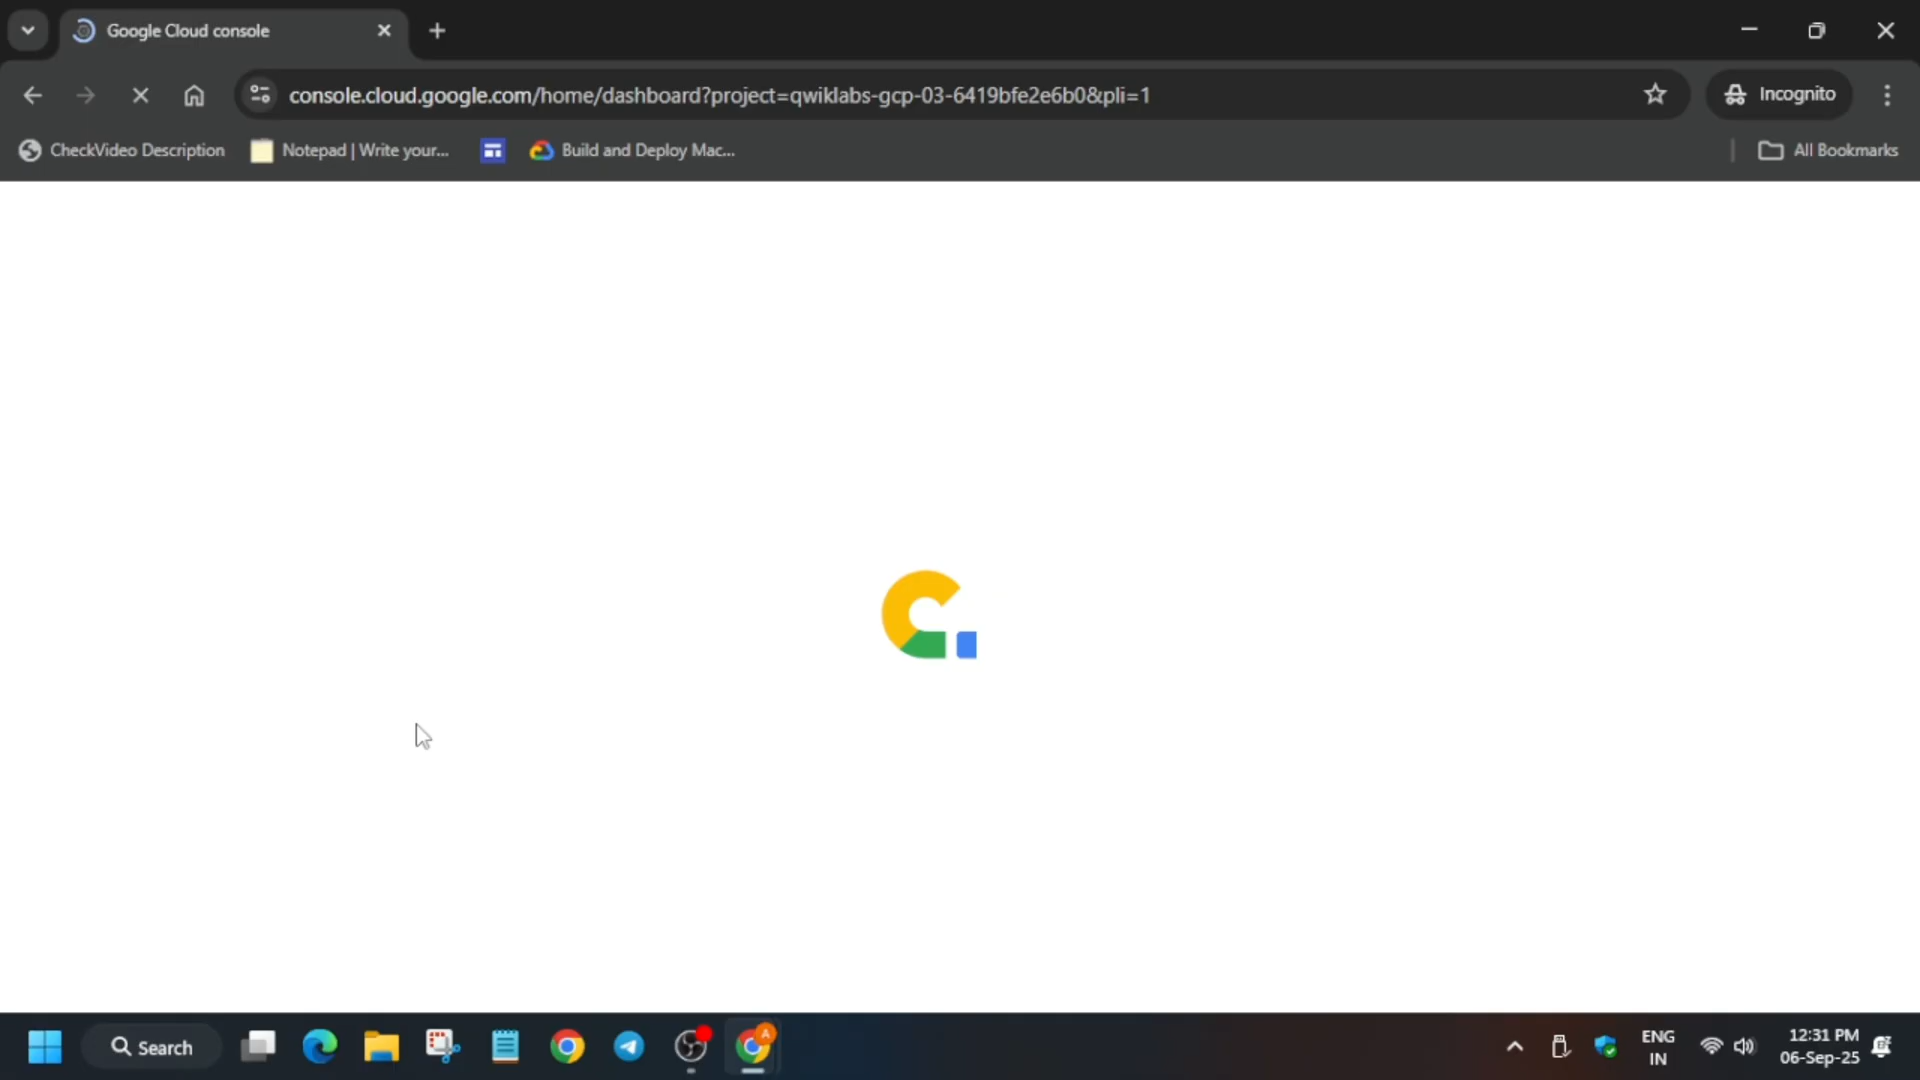 Google Cloud console
console.cloud.google.com/home/dashboard?project=qwiklabs-gcp-03-6419bfe2e6b0&pli=1
Incognito
CheckVideo Description
Notepad | Write your...
Build and Deploy Mac...
All Bookmarks
Search
A
ENG
IN
12:31 PM
06-Sep-25